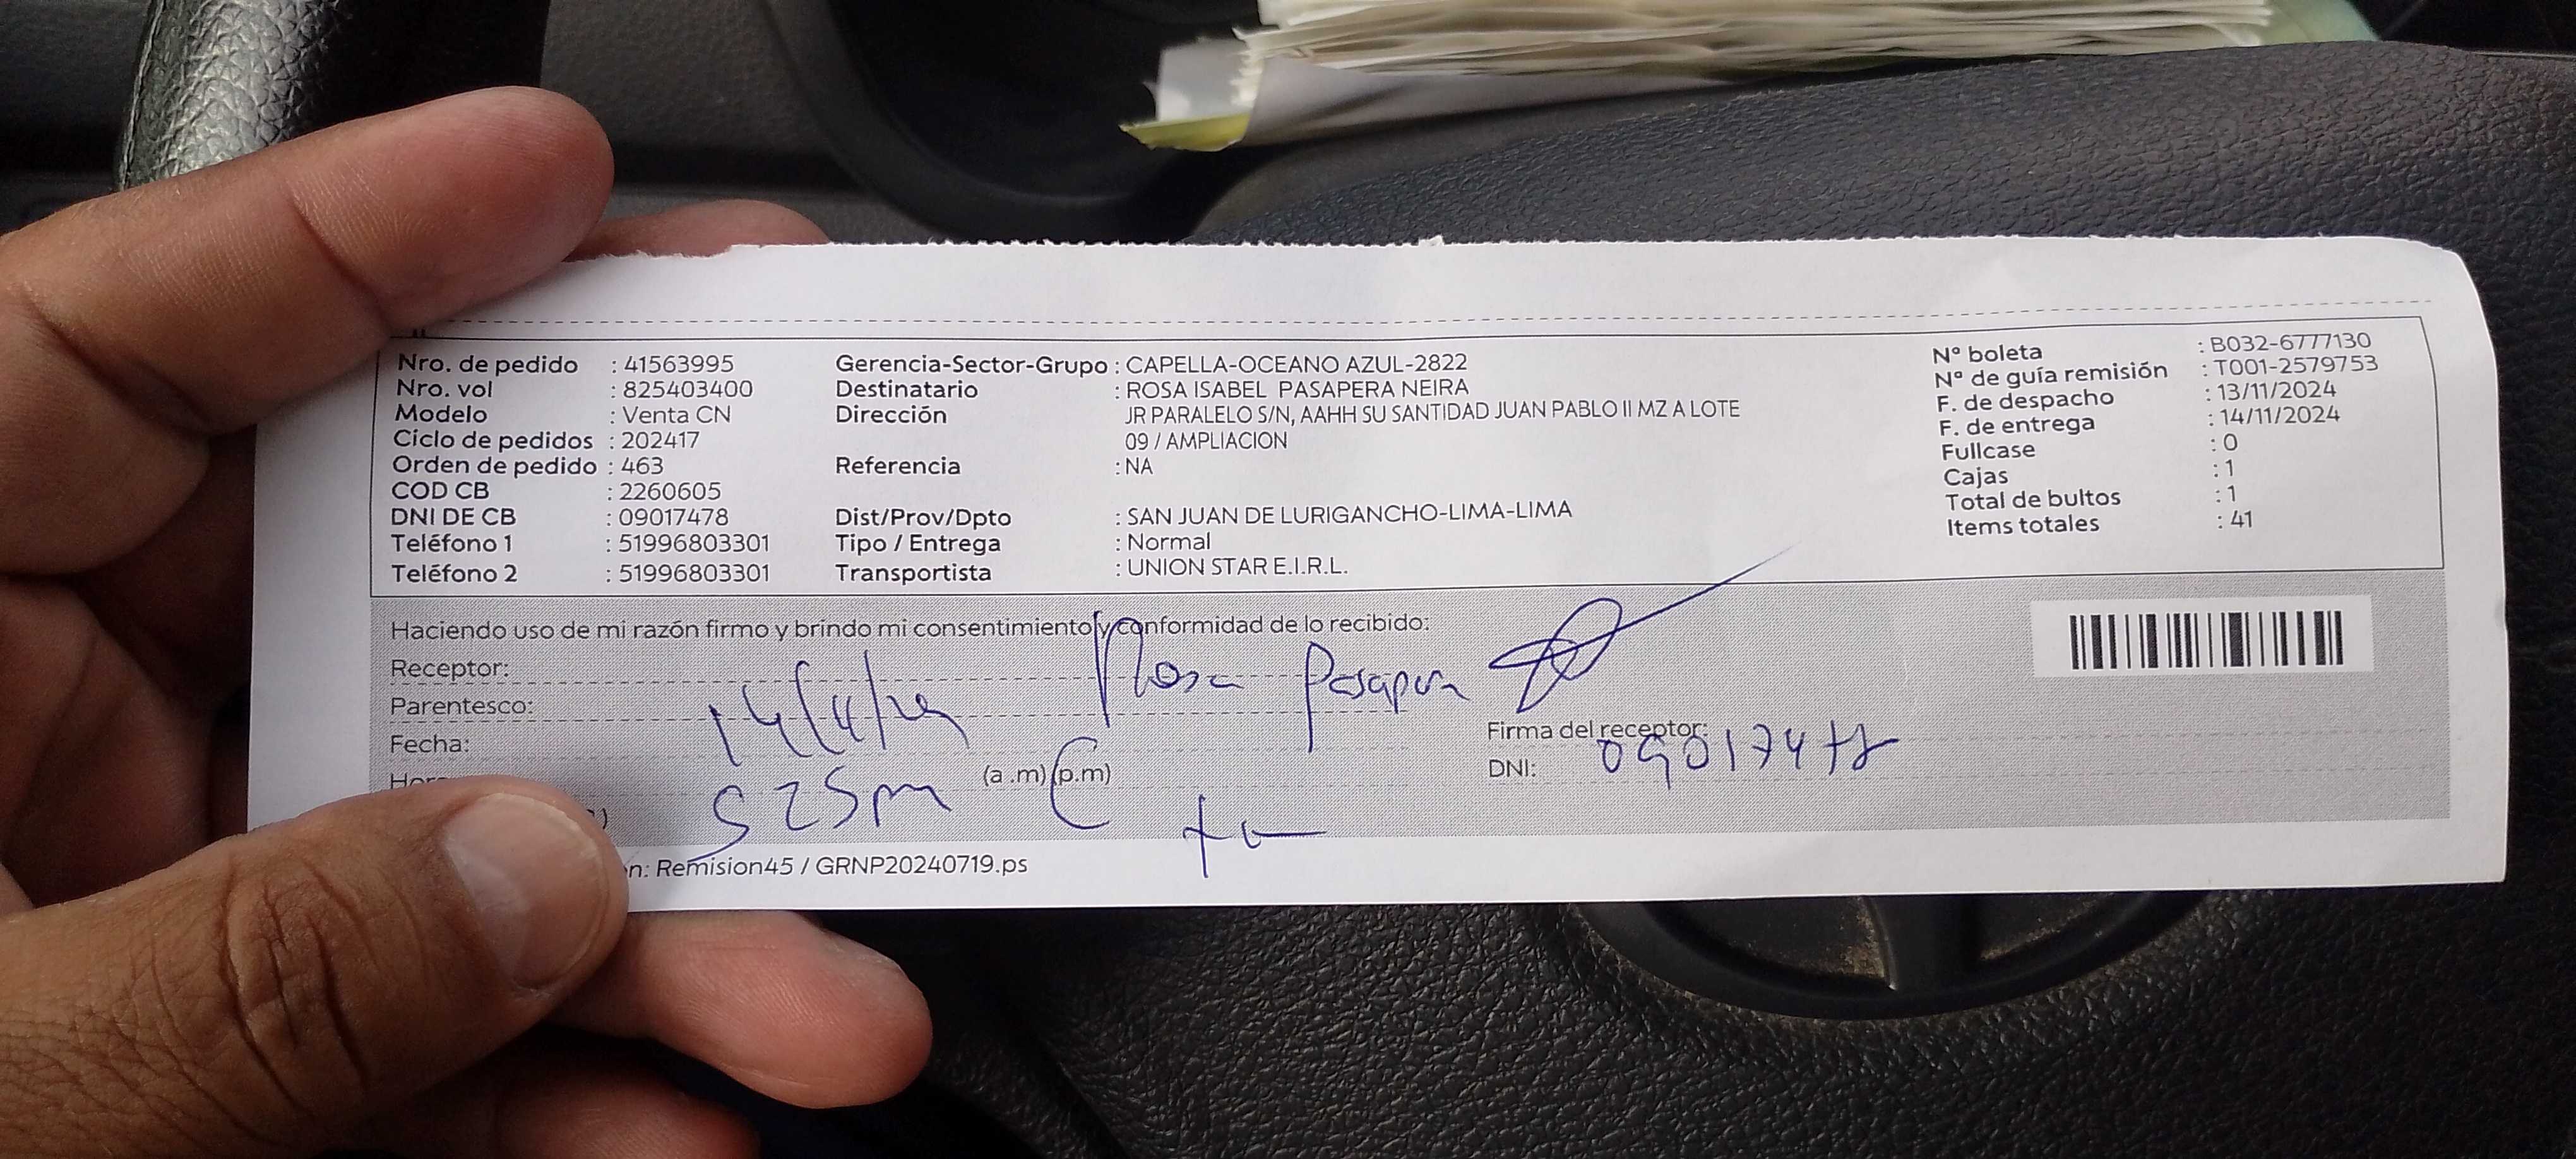 Nro. de pedido : 41563995 Gerencia-Sector-Grupo : CAPELLA-OCEANO AZUL-2822 N° boleta : B032-6777130
Nro. vol : 825403400 Destinatario : ROSA ISABEL PASAPERA NEIRA N° de guía remisión : T001-2579753
Modelo : Venta CN Dirección JR PARALELO S/N, AAHH SU SANTIDAD JUAN PABLO II MZ A LOTE F. de despacho : 13/11/2024
Ciclo de pedidos : 202417 09 / AMPLIACION F. de entrega : 14/11/2024
Orden de pedido : 463 Referencia : NA Fullcase : 0
COD CB : 2260605 Cajas : 1
DNI DE CB : 09017478 Dist/Prov/Dpto : SAN JUAN DE LURIGANCHO-LIMA-LIMA Total de bultos : 1
Teléfono 1 : 51996803301 Tipo / Entrega : Normal Items totales : 41
Teléfono 2 : 51996803301 Transportista : UNION STAR E.I.R.L.
Haciendo uso de mi razón firmo y brindo mi consentimiento y conformidad de lo recibido:
Receptor: Rosa Pasapera
Parentesco:
Fecha: 14/11/24 Firma del receptor:
(a .m) (p.m) DNI: 09017478
n: Remision45 / GRNP20240719.ps